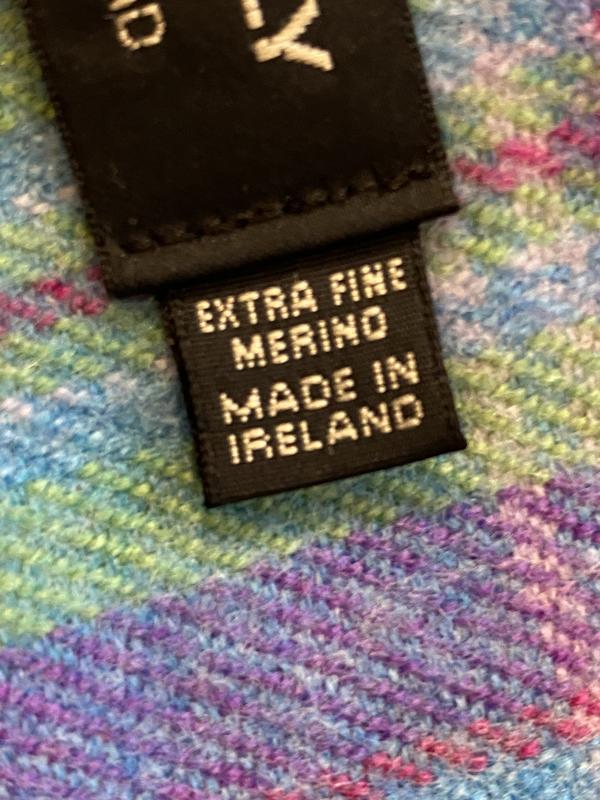 EXTRA FINE
MERINO
MADE IN
IRELAND